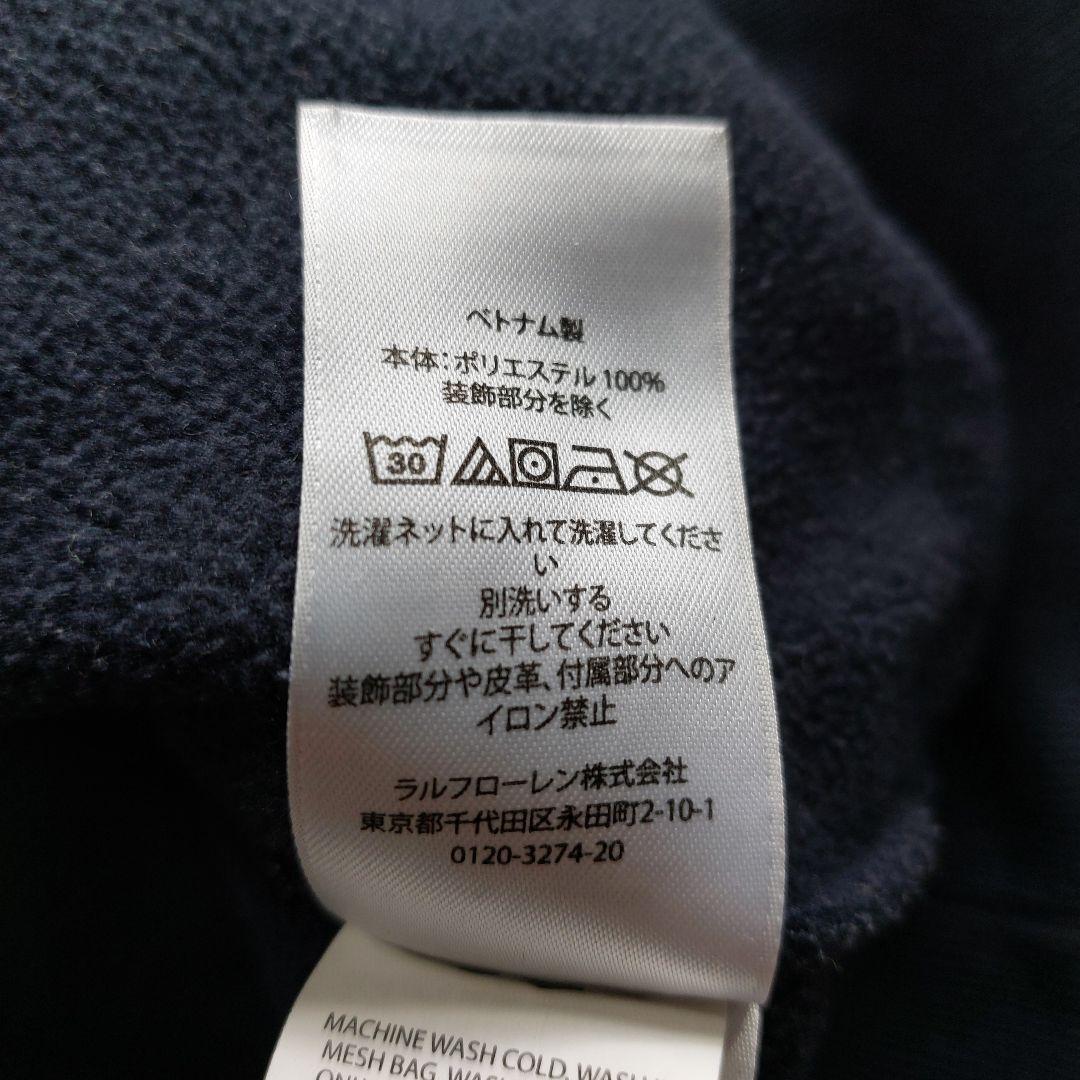 ベトナム製
本体：ポリエステル100%
装飾部分を除く
30
洗濯ネットに入れて洗濯してくださ
い
別洗いする
すぐに干してください
装飾部分や皮革、付属部分へのア
イロン禁止
ラルフローレン株式会社
東京都千代田区永田町2-10-1
0120-3274-20
MACHINE WASH COLD, WASH
MESH BAG,